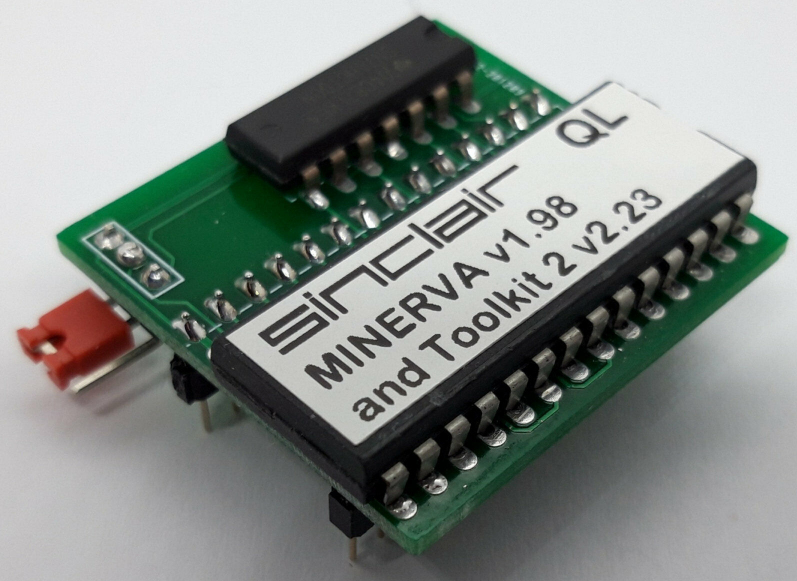 sinclair QL
MINERVA v1.98
and Toolkit 2 v2.23